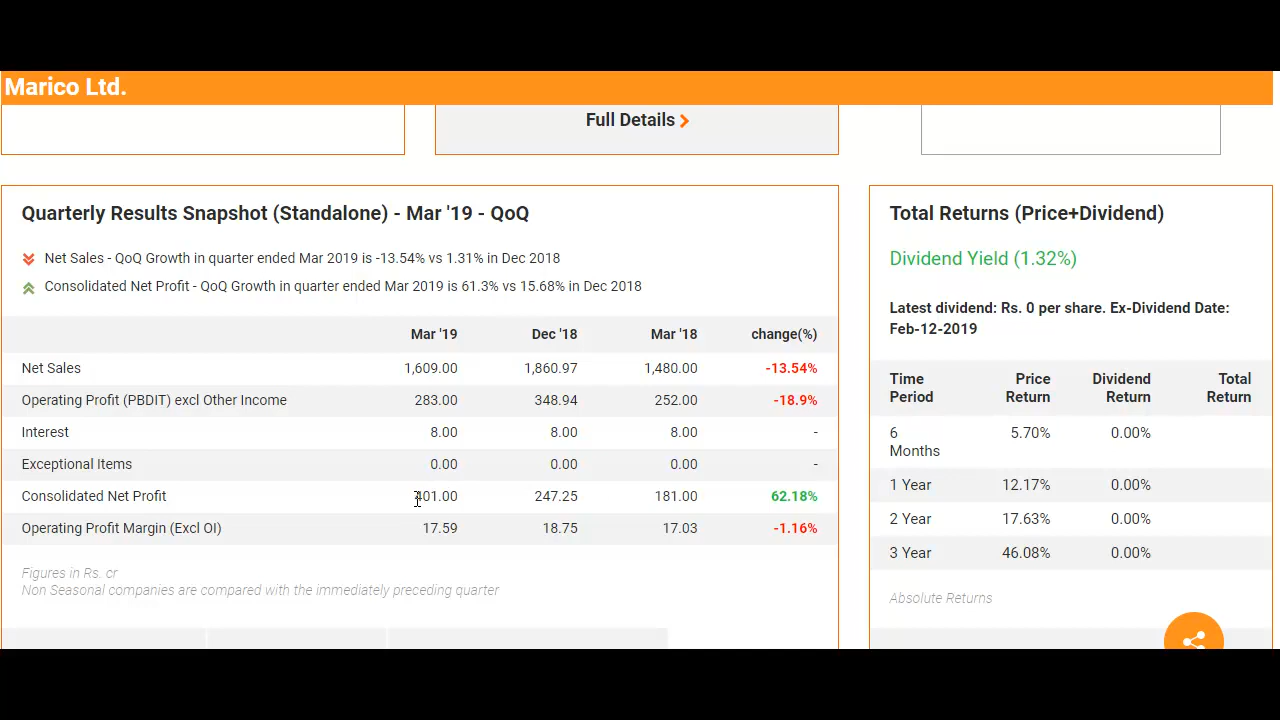 Marico Ltd.
Full Details
Quarterly Results Snapshot (Standalone) - Mar '19 - QoQ
Net Sales - QoQ Growth in quarter ended Mar 2019 is -13.54% vs 1.31% in Dec 2018
Consolidated Net Profit - QoQ Growth in quarter ended Mar 2019 is 61.3% vs 15.68% in Dec 2018
Mar '19 Dec '18 Mar '18 change(%)
Net Sales 1,609.00 1,860.97 1,480.00 -13.54%
Operating Profit (PBDIT) excl Other Income 283.00 348.94 252.00 -18.9%
Interest 8.00 8.00 8.00 -
Exceptional Items 0.00 0.00 0.00 -
Consolidated Net Profit 401.00 247.25 181.00 62.18%
Operating Profit Margin (Excl OI) 17.59 18.75 17.03 -1.16%
Figures in Rs. cr
Non Seasonal companies are compared with the immediately preceding quarter
Total Returns (Price+Dividend)
Dividend Yield (1.32%)
Latest dividend: Rs. 0 per share. Ex-Dividend Date:
Feb-12-2019
Time Price Dividend Total
Period Return Return Return
6 5.70% 0.00%
Months
1 Year 12.17% 0.00%
2 Year 17.63% 0.00%
3 Year 46.08% 0.00%
Absolute Returns